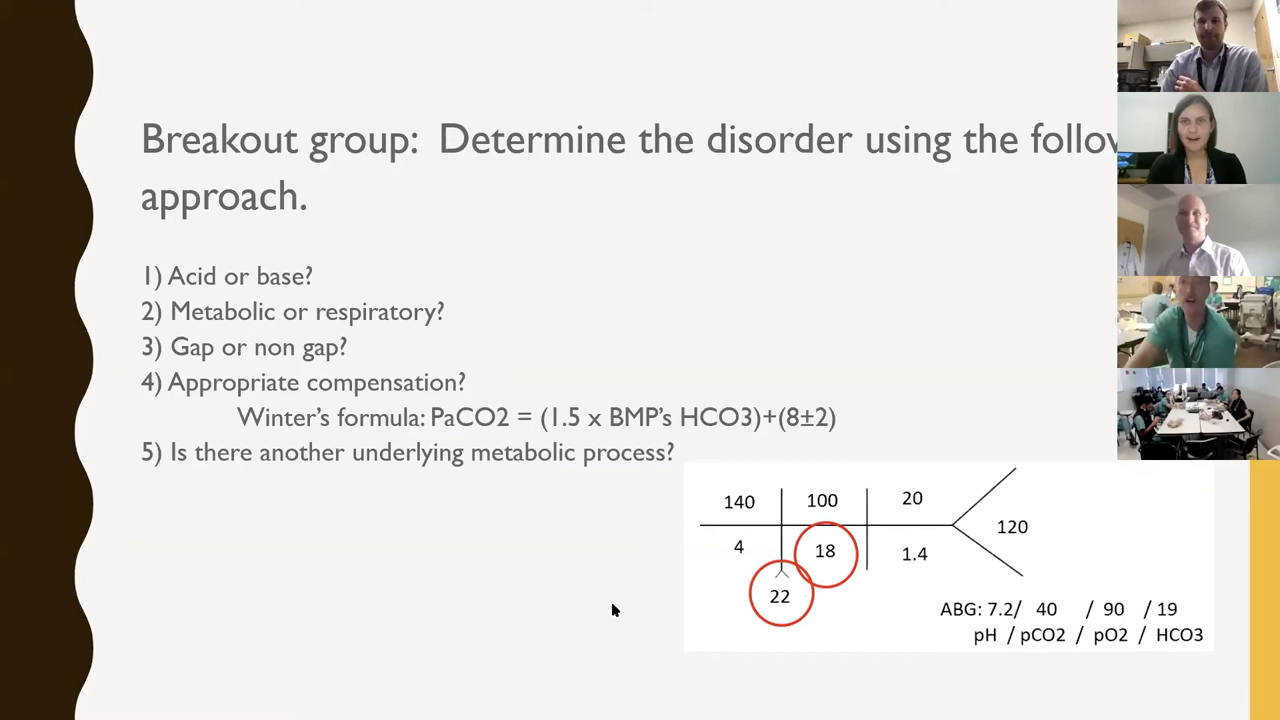 Breakout group:  Determine the disorder using the
approach.
1) Acid or base?
2) Metabolic or respiratory?
3) Gap or non gap?
4) Appropriate compensation?
Winter's formula: PaCO2 = (1.5 x BMP's HCO3)+(8±2)
5) Is there another underlying metabolic process?
140 100 20
120
4 18 1.4
22
ABG: 7.2/ 40 / 90 / 19
pH / pCO2 / pO2 / HCO3